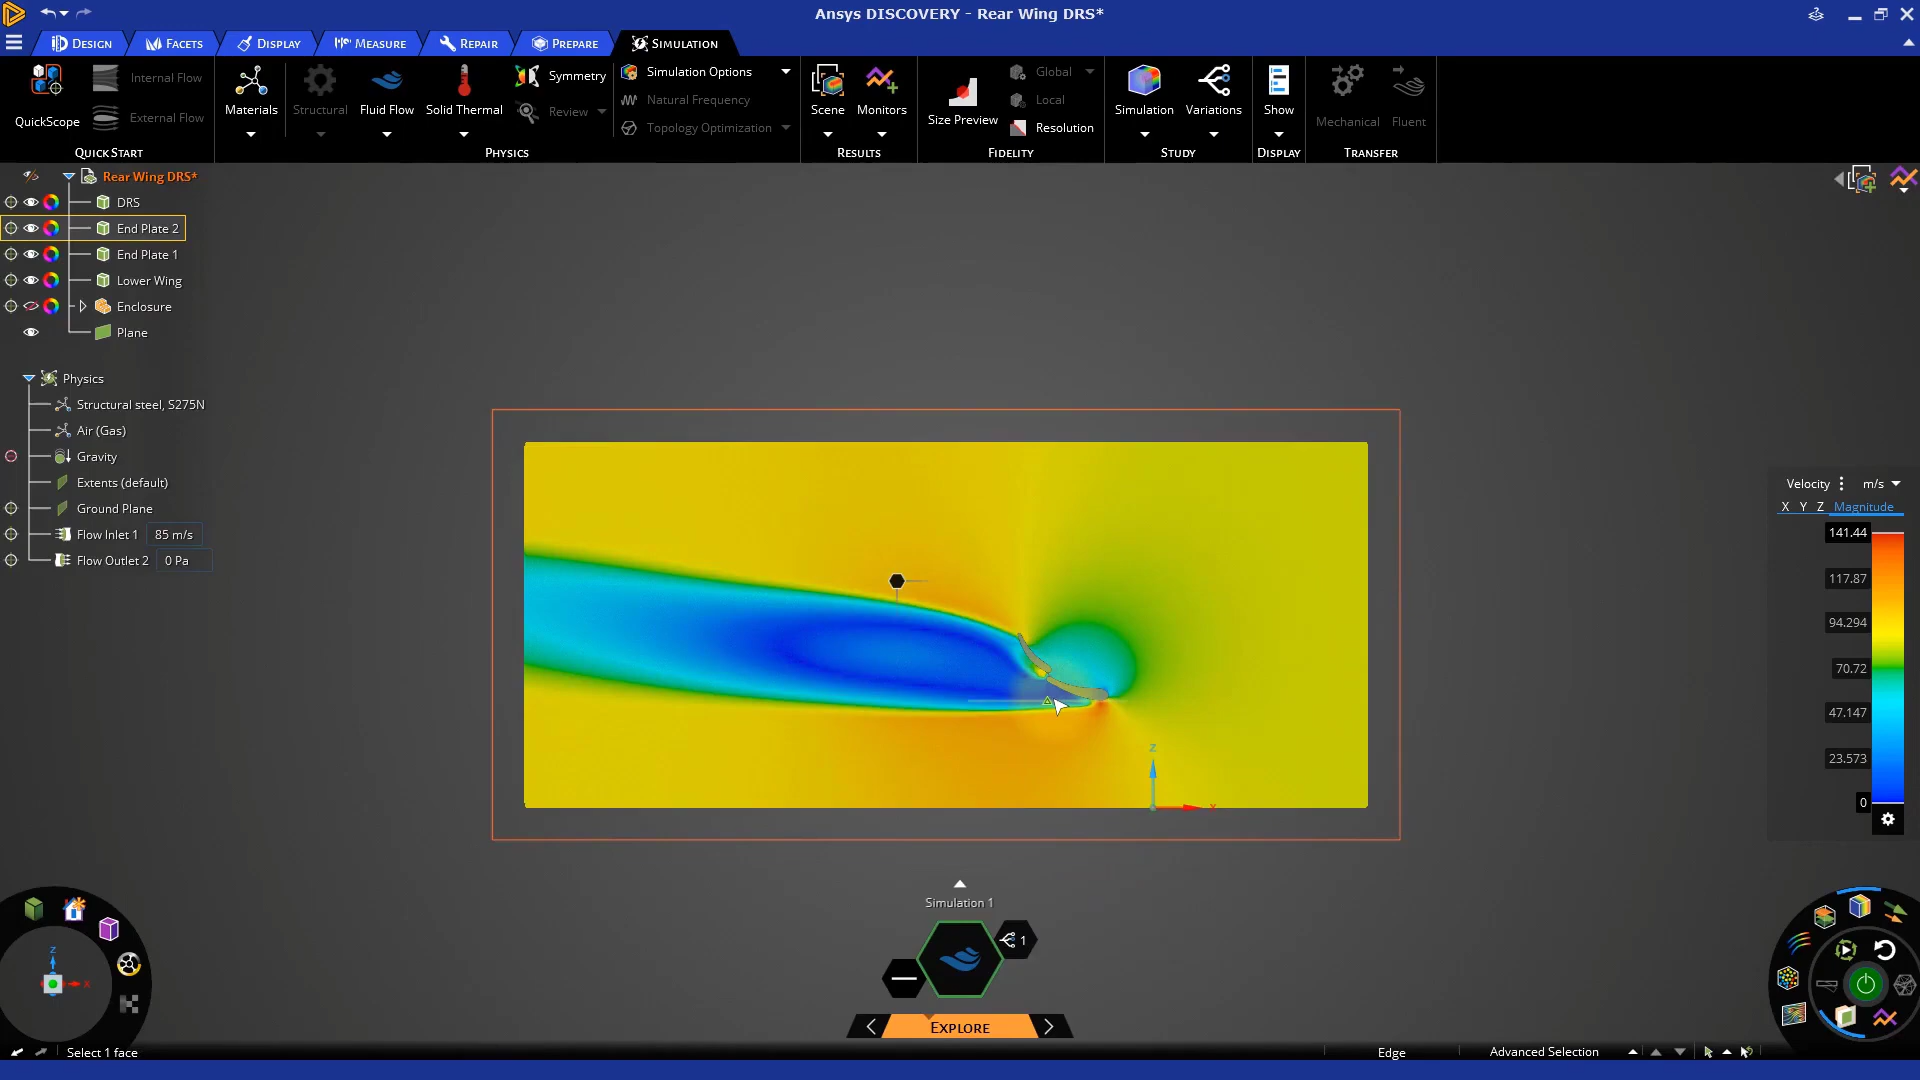 Ansys DISCOVERY - Rear Wing DRS*
DESIGN FACETS DISPLAY MEASURE REPAIR PREPARE SIMULATION
QuickScope
Internal Flow
External Flow
QUICK START
Materials
Structural
Fluid Flow
Solid Thermal
Symmetry
Review
Simulation Options
Natural Frequency
Topology Optimization
PHYSICS
Scene
Monitors
RESULTS
Size Preview
Global
Local
Resolution
FIDELITY
Simulation
Variations
STUDY
Show
DISPLAY
Mechanical
Fluent
TRANSFER
Rear Wing DRS*
DRS
End Plate 2
End Plate 1
Lower Wing
Enclosure
Plane
Physics
Structural steel, S275N
Air (Gas)
Gravity
Extents (default)
Ground Plane
Flow Inlet 1 85 m/s
Flow Outlet 2 0 Pa
Z
X
Velocity m/s
X Y Z Magnitude
141.44
117.87
94.294
70.72
47.147
23.573
0
Simulation 1
1
EXPLORE
Z
X
Select 1 face
Edge
Advanced Selection